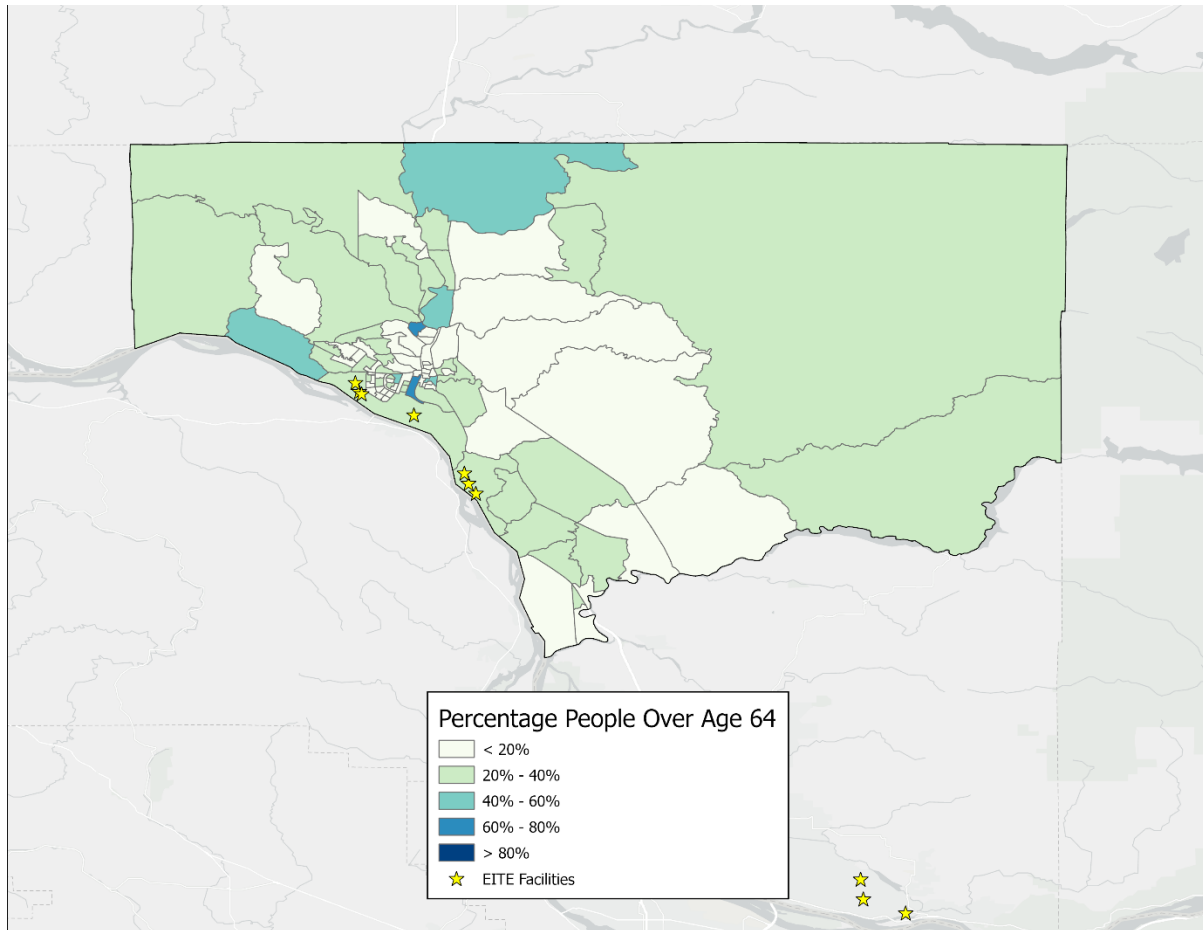 Percentage People Over Age 64
< 20%
20% - 40%
40% - 60%
60% - 80%
> 80%
EITE Facilities